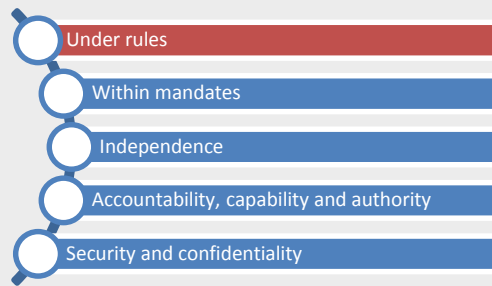 Under rules
Within mandates
Independence
Accountability, capability and authority
Security and confidentiality